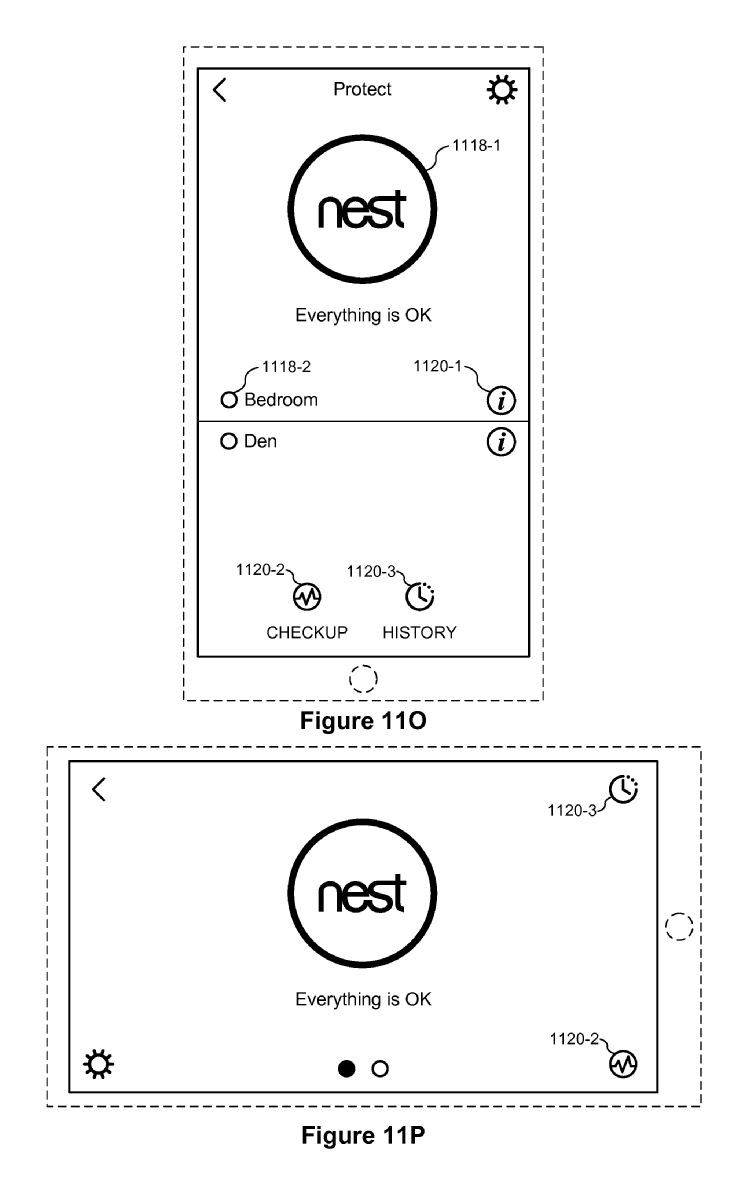 Protect
1118-1
nest
Everything is OK
1118-2
1120-1
Bedroom
i
Den
i
1120-2
1120-3
CHECKUP HISTORY
Figure 11O
1120-3
nest
Everything is OK
1120-2
Figure 11P